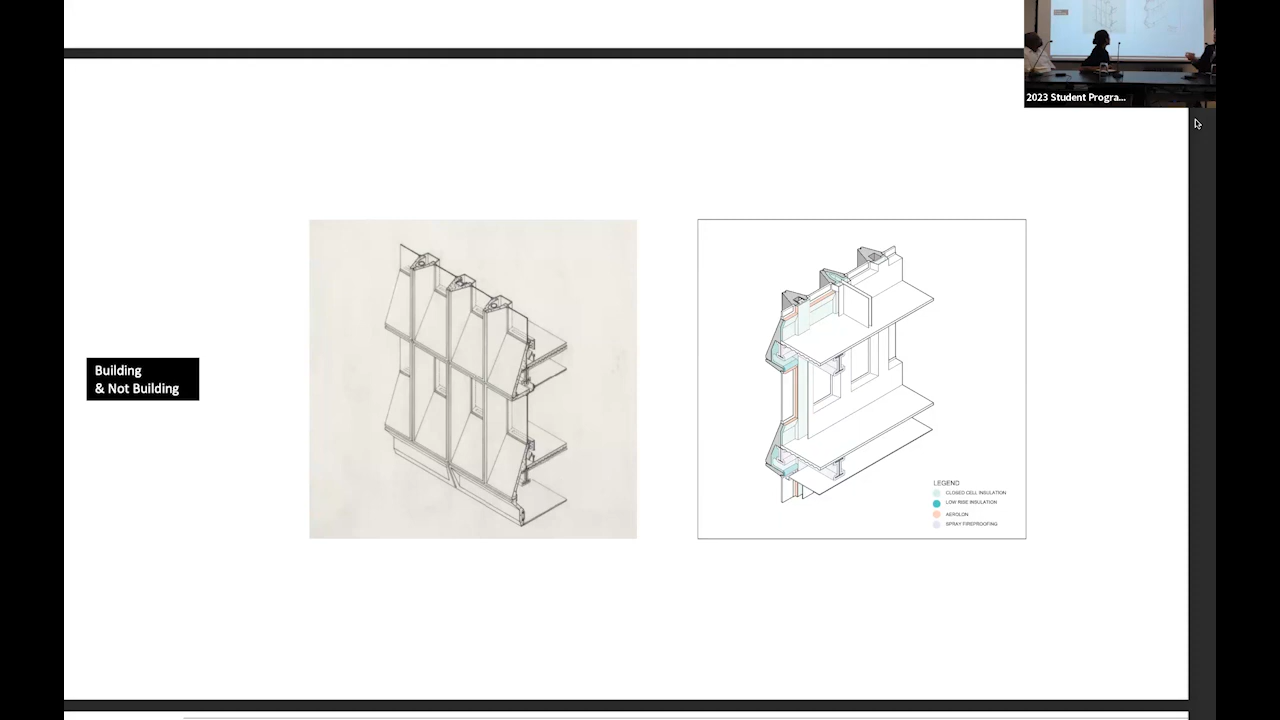 2023 Student Progra...
Building
& Not Building
LEGEND
CLOSED CELL INSULATION
LOW RISE INSULATION
AEROLON
SPRAY FIREPROOFING